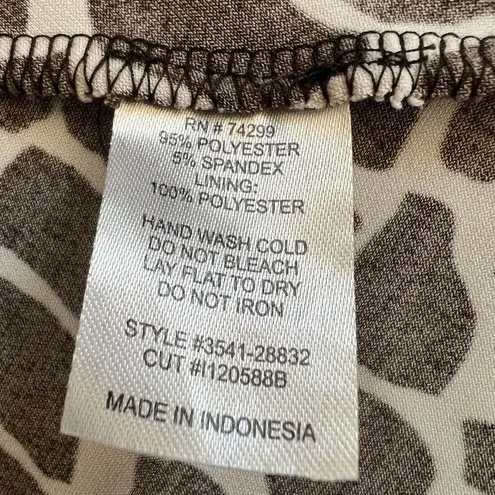 RN # 74299
95% POLYESTER
5% SPANDEX
LINING:
100% POLYESTER
HAND WASH COLD
DO NOT BLEACH
LAY FLAT TO DRY
DO NOT IRON
STYLE #3541-28832
CUT #I120588B
MADE IN INDONESIA